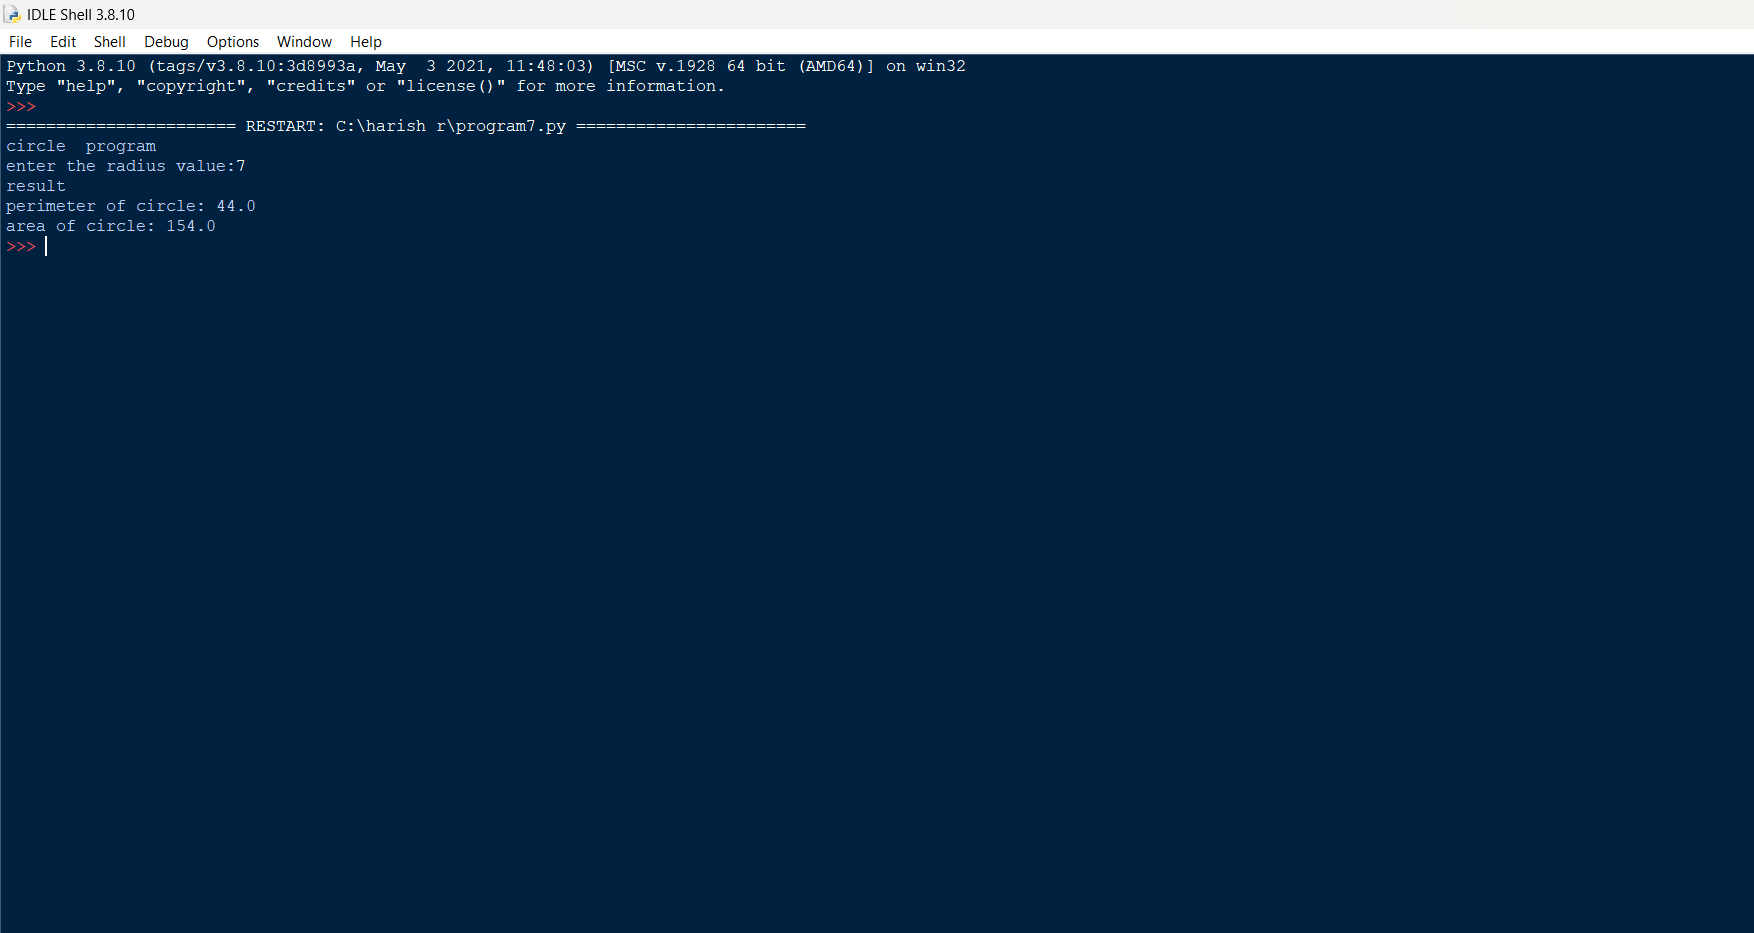 IDLE Shell 3.8.10
File Edit Shell Debug Options Window Help
Python 3.8.10 (tags/v3.8.10:3d8993a, May  3 2021, 11:48:03) [MSC v.1928 64 bit (AMD64)] on win32
Type "help", "copyright", "credits" or "license()" for more information.
>>>
======================= RESTART: C:\harish r\program7.py =======================
circle  program
enter the radius value:7
result
perimeter of circle: 44.0
area of circle: 154.0
>>>